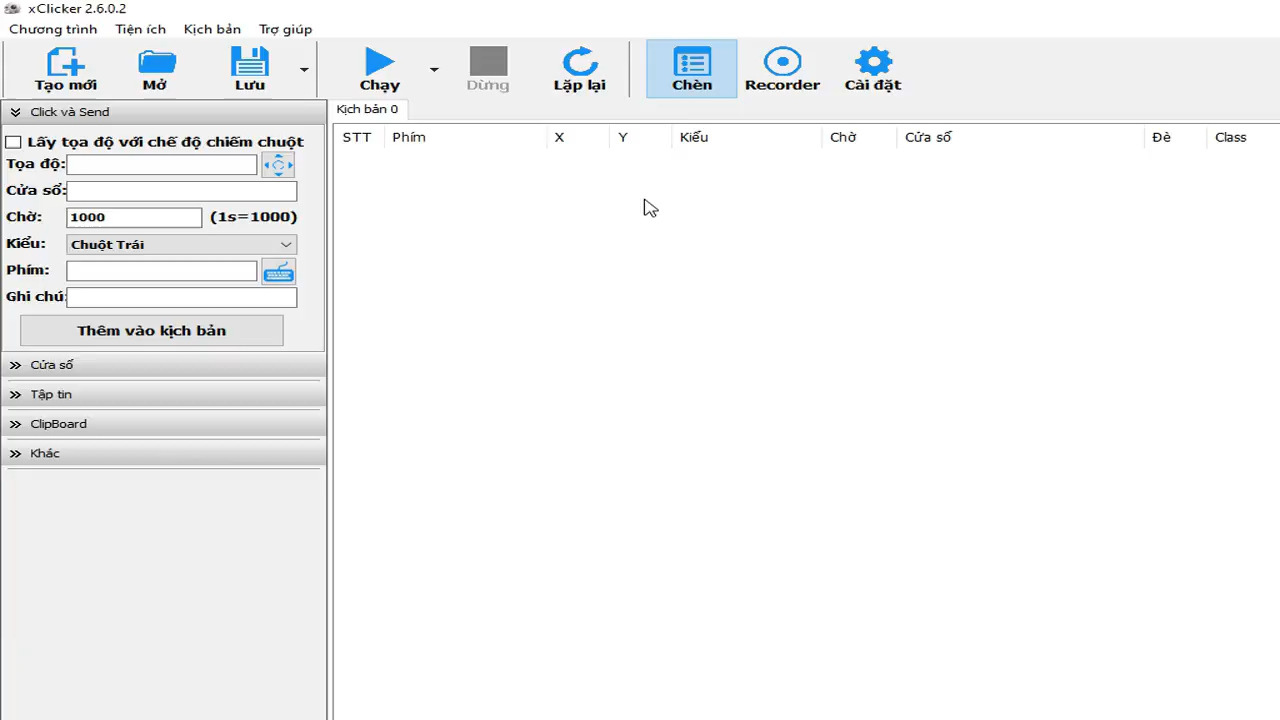 xClicker 2.6.0.2
Chương trình Tiện ích Kịch bản Trợ giúp
Tạo mới Mở Lưu Chạy Dừng Lặp lại Chèn Recorder Cài đặt
Click và Send
Kịch bản 0
STT Phím X Y Kiểu Chờ Cửa sổ Đè Class
Lấy tọa độ với chế độ chiếm chuột
Tọa độ:
Cửa sổ:
Chờ: 1000 (1s=1000)
Kiểu: Chuột Trái
Phím:
Ghi chú:
Thêm vào kịch bản
Cửa sổ
Tập tin
ClipBoard
Khác